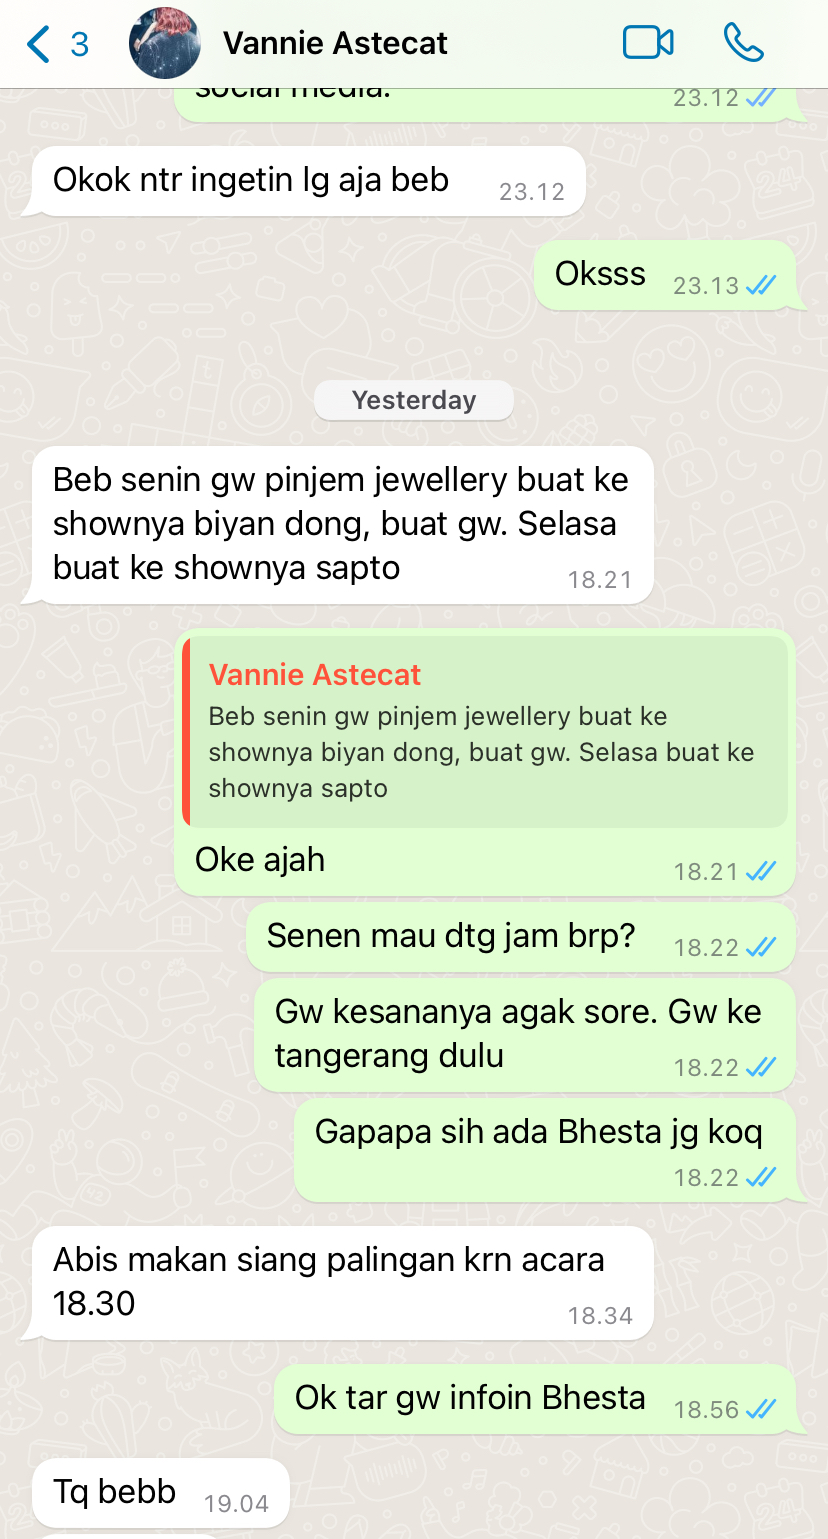 3 Vannie Astecat
social media.
23.12
Okok ntr ingetin lg aja beb 23.12
Oksss 23.13
Yesterday
Beb senin gw pinjem jewellery buat ke
shownya biyan dong, buat gw. Selasa
buat ke shownya sapto 18.21
Vannie Astecat
Beb senin gw pinjem jewellery buat ke
shownya biyan dong, buat gw. Selasa buat ke
shownya sapto
Oke ajah 18.21
Senen mau dtg jam brp? 18.22
Gw kesananya agak sore. Gw ke
tangerang dulu 18.22
Gapapa sih ada Bhesta jg koq
18.22
Abis makan siang palingan krn acara
18.30 18.34
Ok tar gw infoin Bhesta 18.56
Tq bebb 19.04